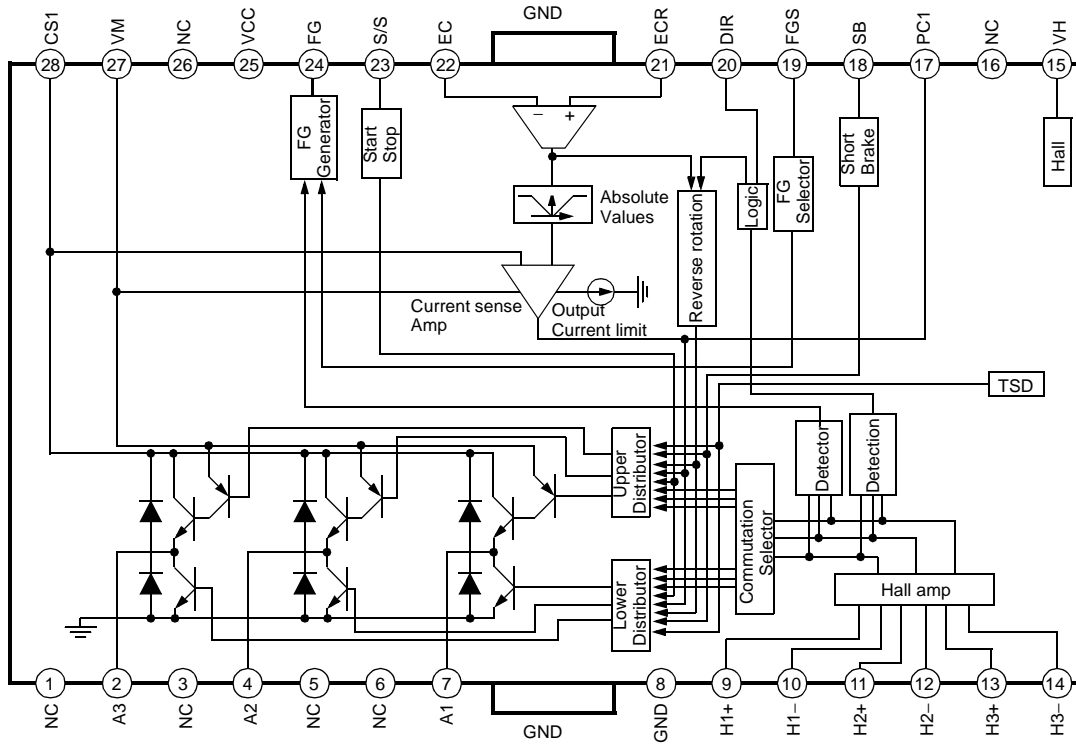 CS1
VM
NC
VCC
FG
S/S
EC
GND
ECR
DIR
FGS
SB
PC1
NC
VH
28
27
26
25
24
23
22
21
20
19
18
17
16
15
FG
Generator
Start
Stop
−
+
Absolute
Values
Reverse rotation
Logic
FG
Selector
Short
Brake
Hall
Current sense
Amp
Output
Current limit
TSD
Upper
Distributor
Detector
Detection
Commutation
Selector
Lower
Distributor
Hall amp
1
2
3
4
5
6
7
8
9
10
11
12
13
14
NC
A3
NC
A2
NC
NC
A1
GND
GND
H1+
H1−
H2+
H2−
H3+
H3−